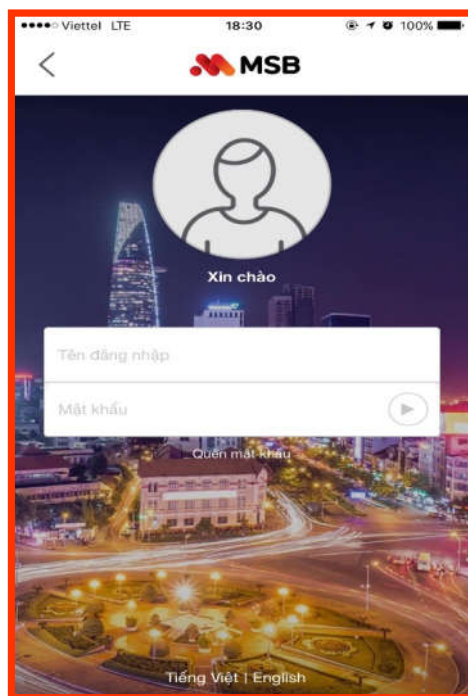 Viettel LTE 18:30 100%
MSB
Xin chào
Tên đăng nhập
Mật khẩu
Quên mật khẩu
Tiếng Việt | English